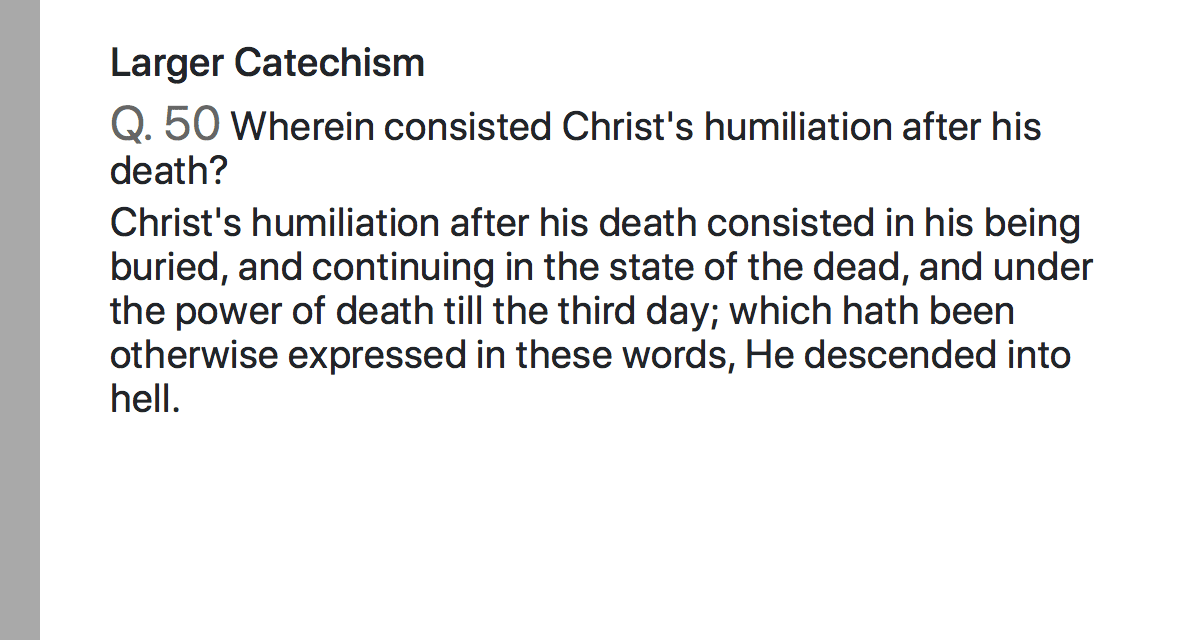 Larger Catechism
Q. 50 Wherein consisted Christ's humiliation after his
death?
Christ's humiliation after his death consisted in his being
buried, and continuing in the state of the dead, and under
the power of death till the third day; which hath been
otherwise expressed in these words, He descended into
hell.